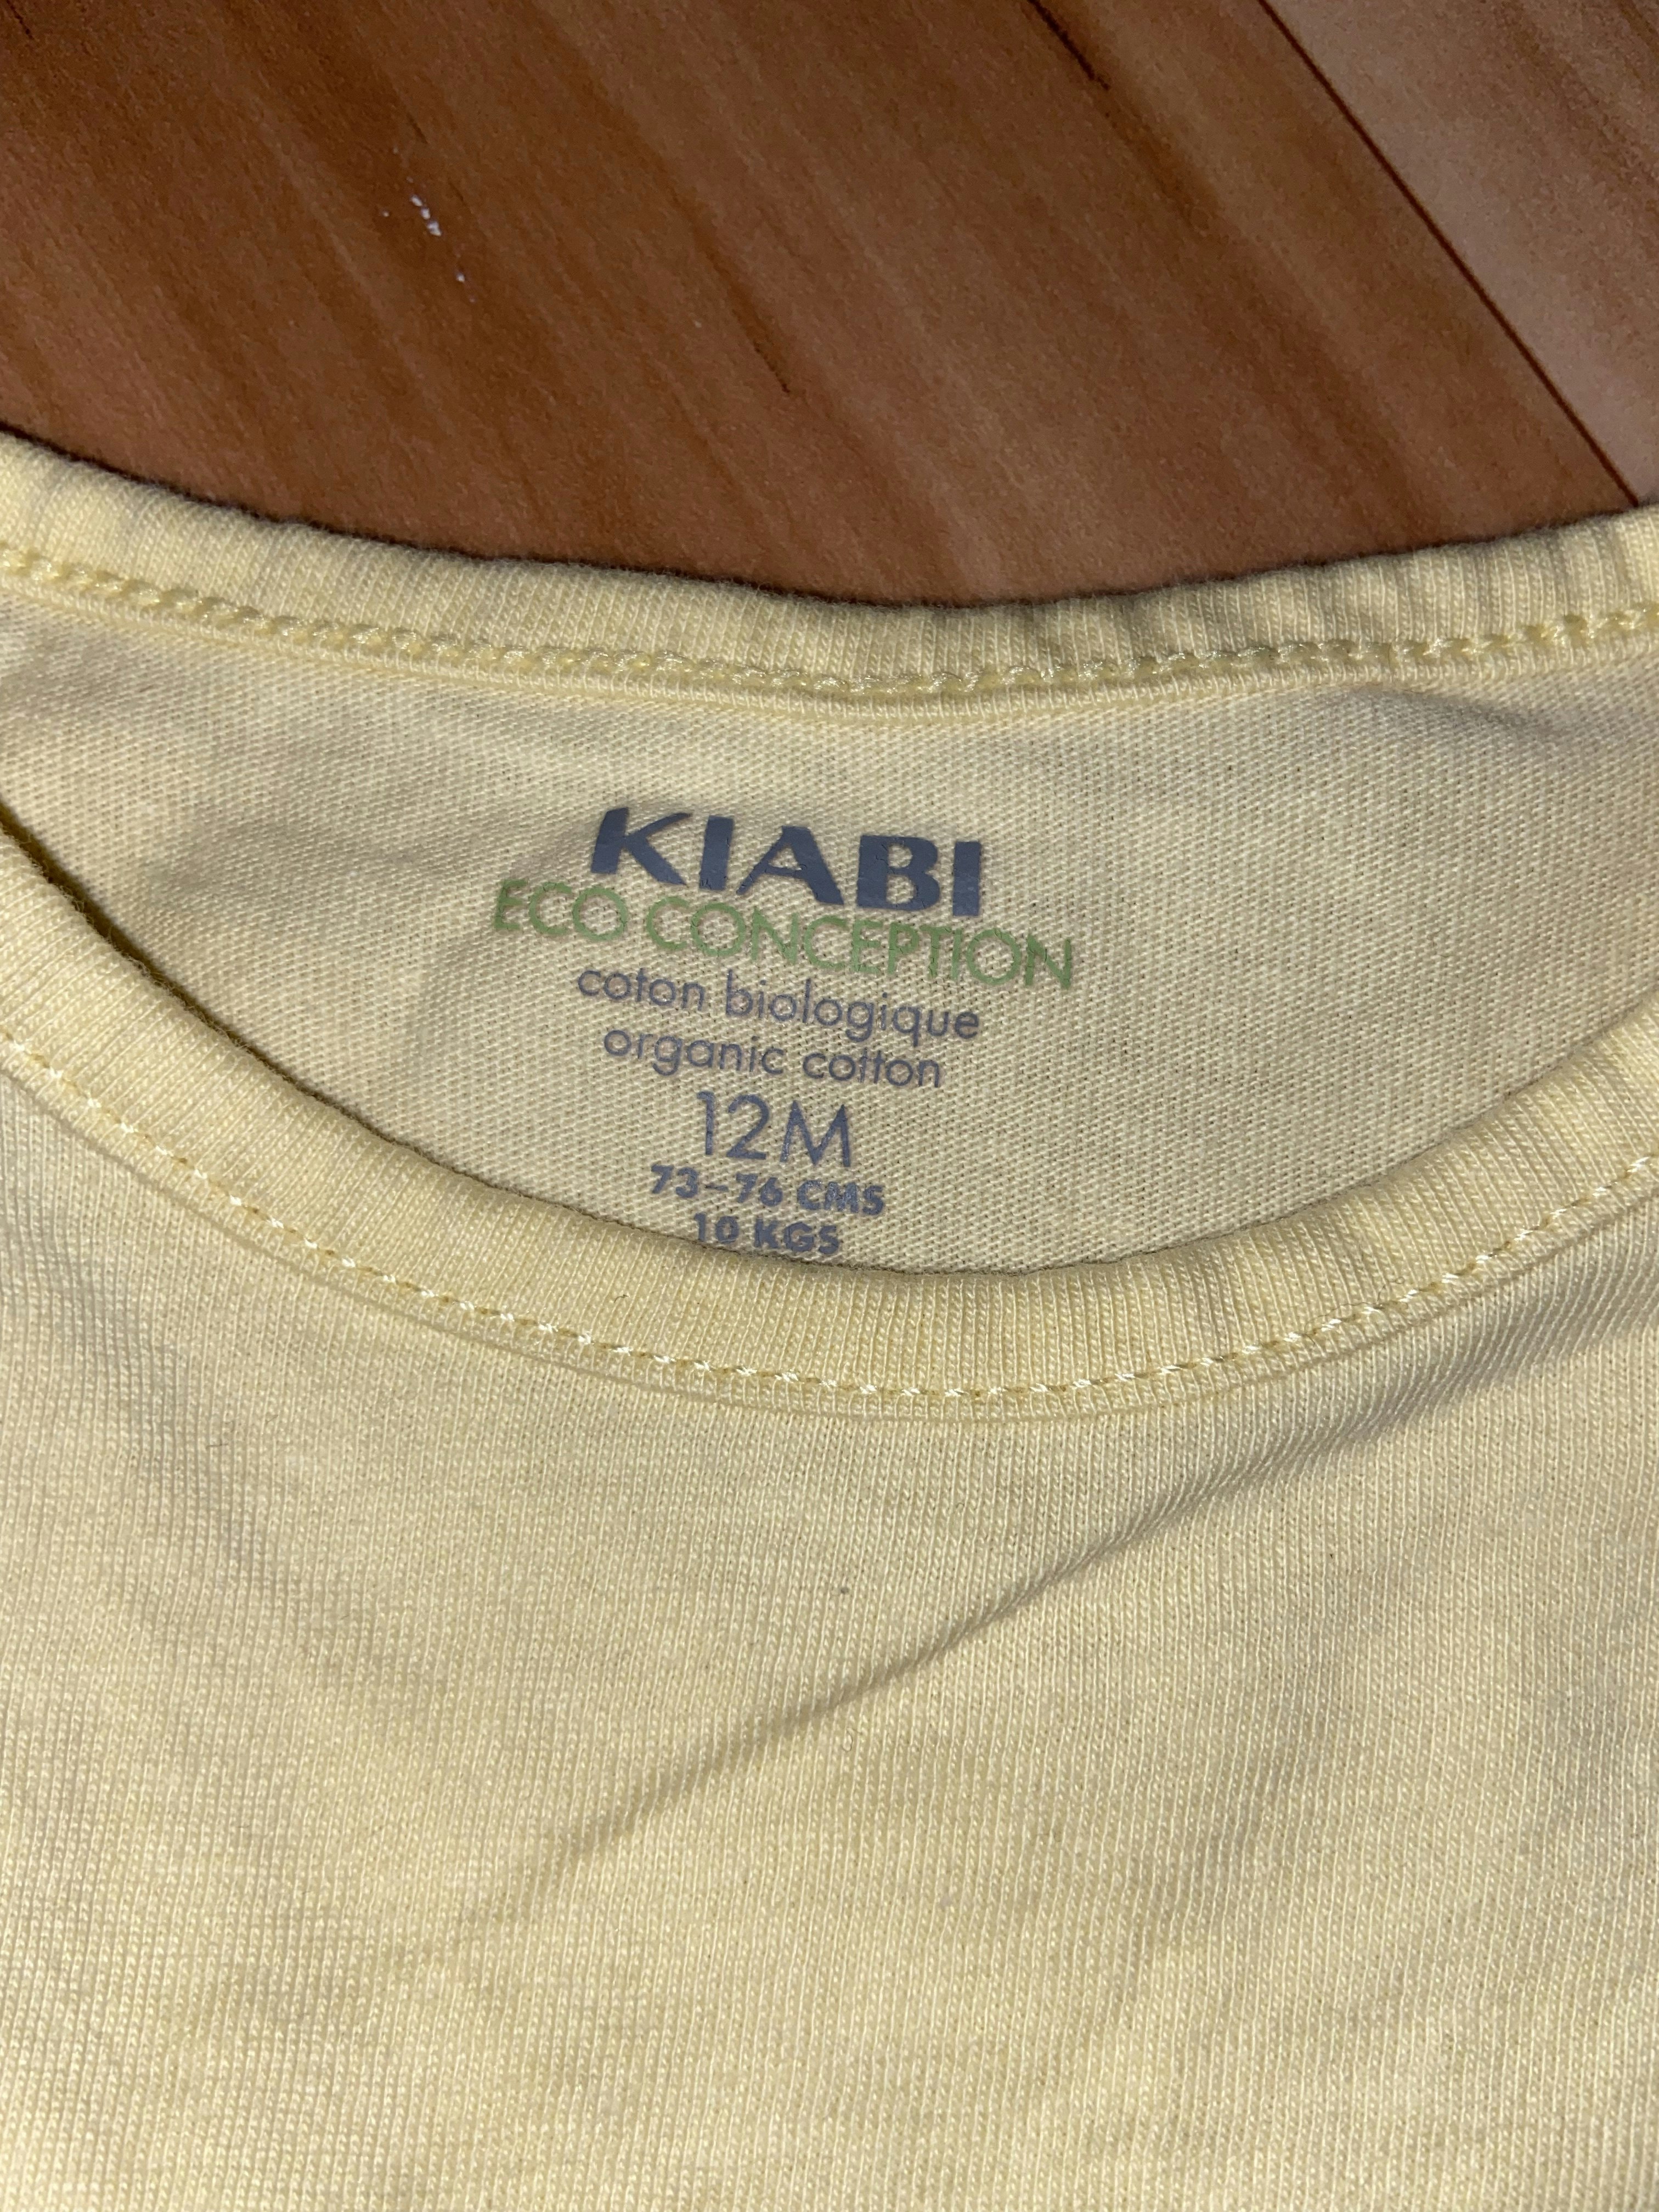 KIABI
ECO CONCEPTION
coton biologique
organic cotton
12M
73-76 CMS
10 KGS